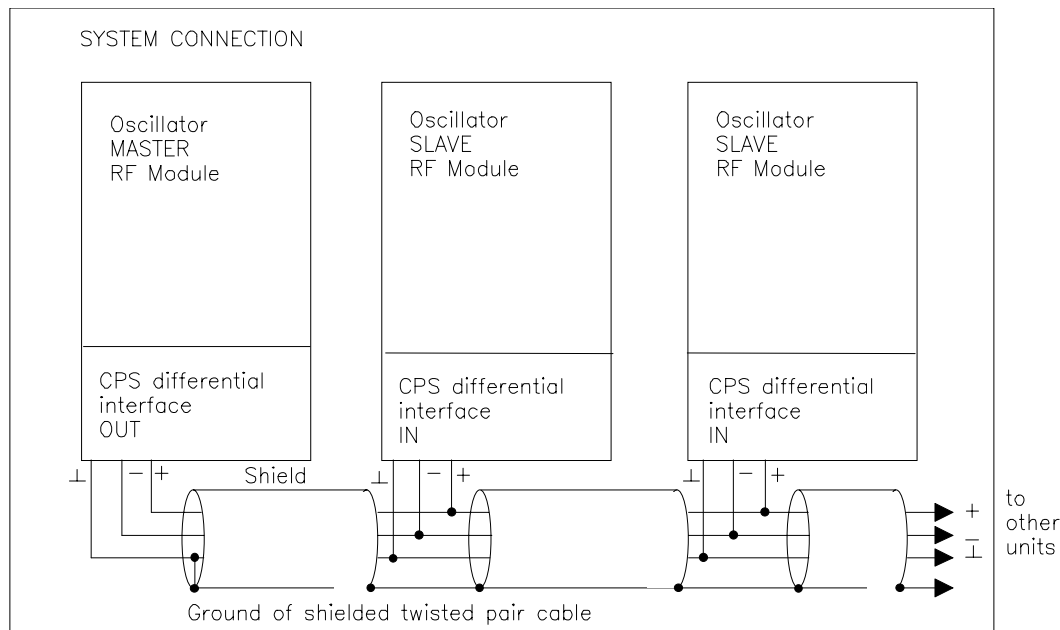 SYSTEM CONNECTION
Oscillator
MASTER
RF Module
Oscillator
SLAVE
RF Module
Oscillator
SLAVE
RF Module
CPS differential
interface
OUT
CPS differential
interface
IN
CPS differential
interface
IN
⊥ − +
Shield
⊥ − +
⊥ − +
+
−
⊥
to
other
units
Ground of shielded twisted pair cable